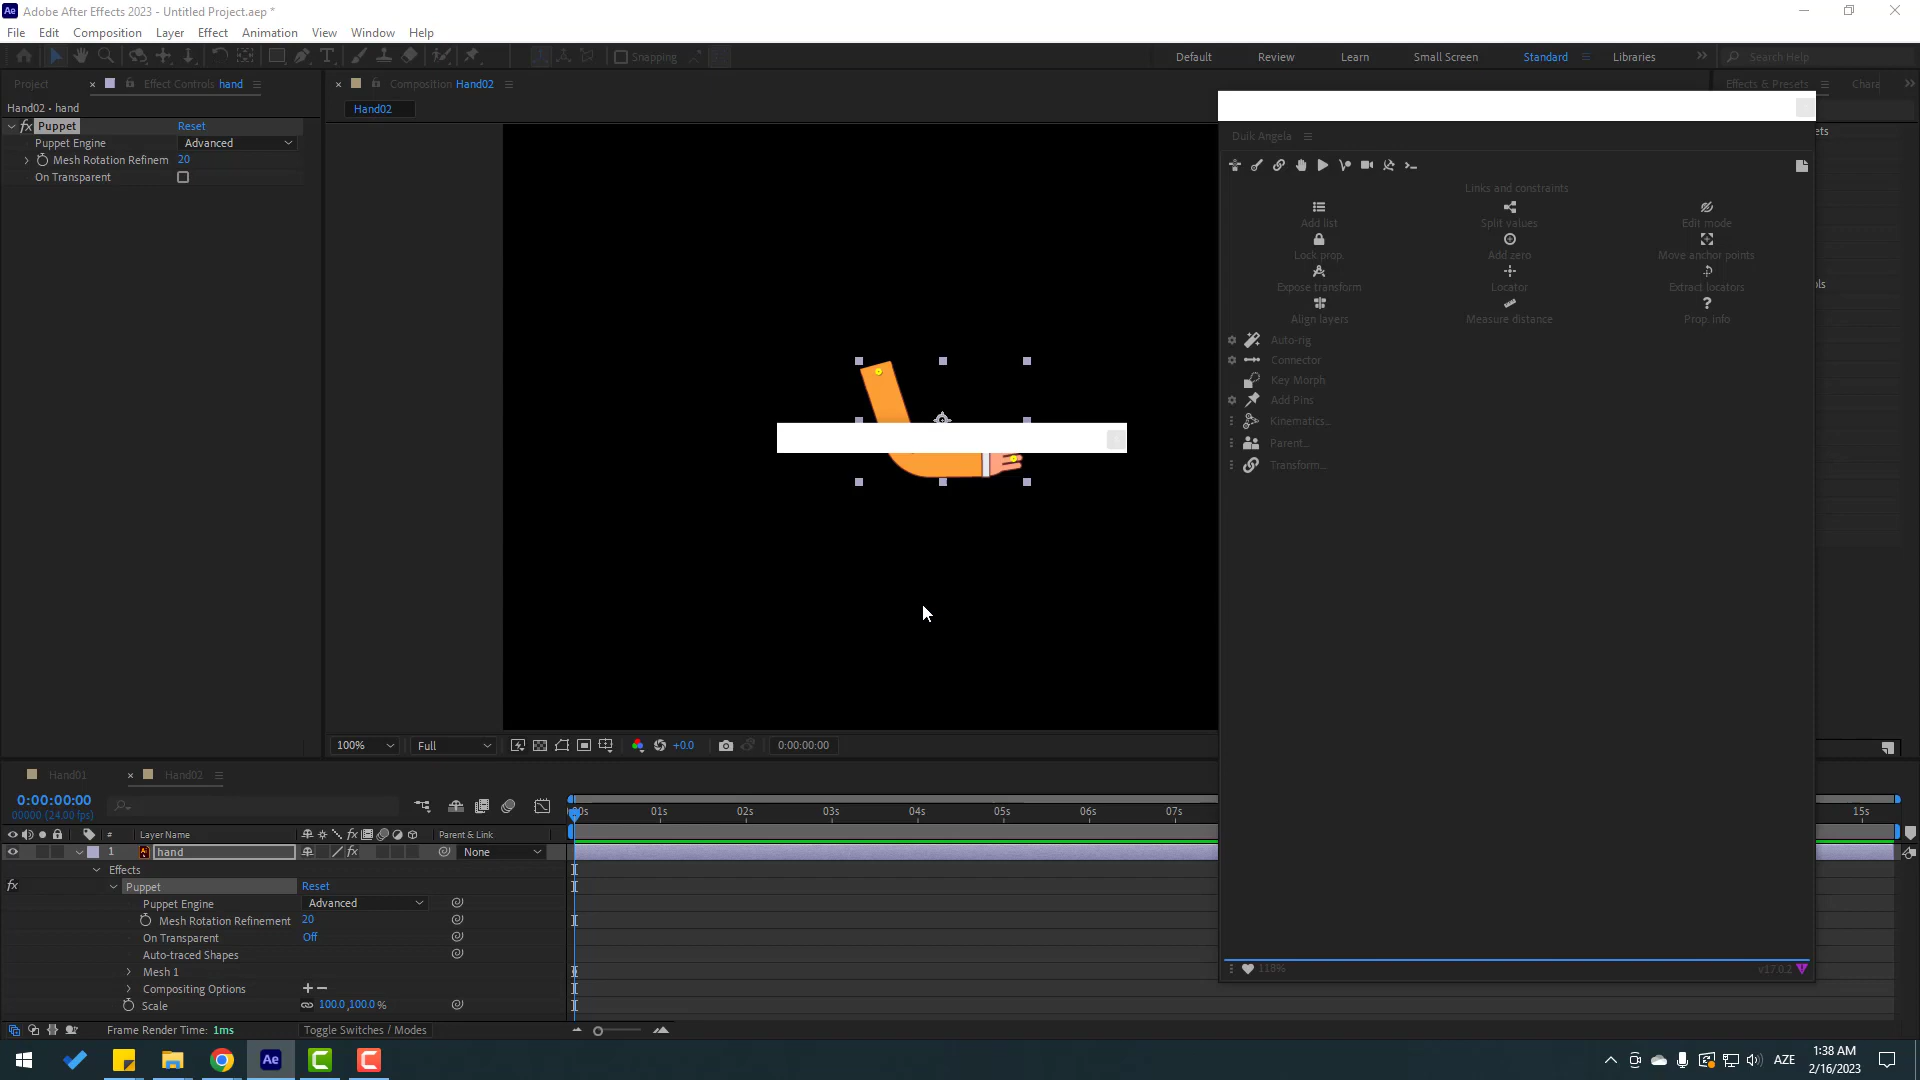 Adobe After Effects 2023 - Untitled Project.aep *
File Edit Composition Layer Effect Animation View Window Help
Snapping Default Review Learn Small Screen Standard Libraries Search Help
Project Effect Controls hand Composition Hand02 Effects & Presets
Hand02 - hand Hand02
Puppet Reset
Puppet Engine Advanced
Mesh Rotation Refinem 20
On Transparent
Duik Angela
Links and constraints
Add list Split values Edit mode
Lock prop. Add zero Move anchor points
Expose transform Locator Extract locators
Align layers Measure distance Prop. info
Auto-rig
Connector
Key Morph
Add Pins
Kinematics...
Parent...
Transform...
118% v17.0.2
100% Full +0.0 0:00:00:00
Hand01 Hand02
0:00:00:00
00000 (24.00 fps)
01s 02s 03s 04s 05s 06s 07s 15s
# Layer Name Parent & Link
1 hand None
Effects
Puppet Reset
Puppet Engine Advanced
Mesh Rotation Refinement 20
On Transparent Off
Auto-traced Shapes
Mesh 1
Compositing Options
Scale 100.0,100.0 %
Frame Render Time: 1ms Toggle Switches / Modes
AZE 1:38 AM
2/16/2023